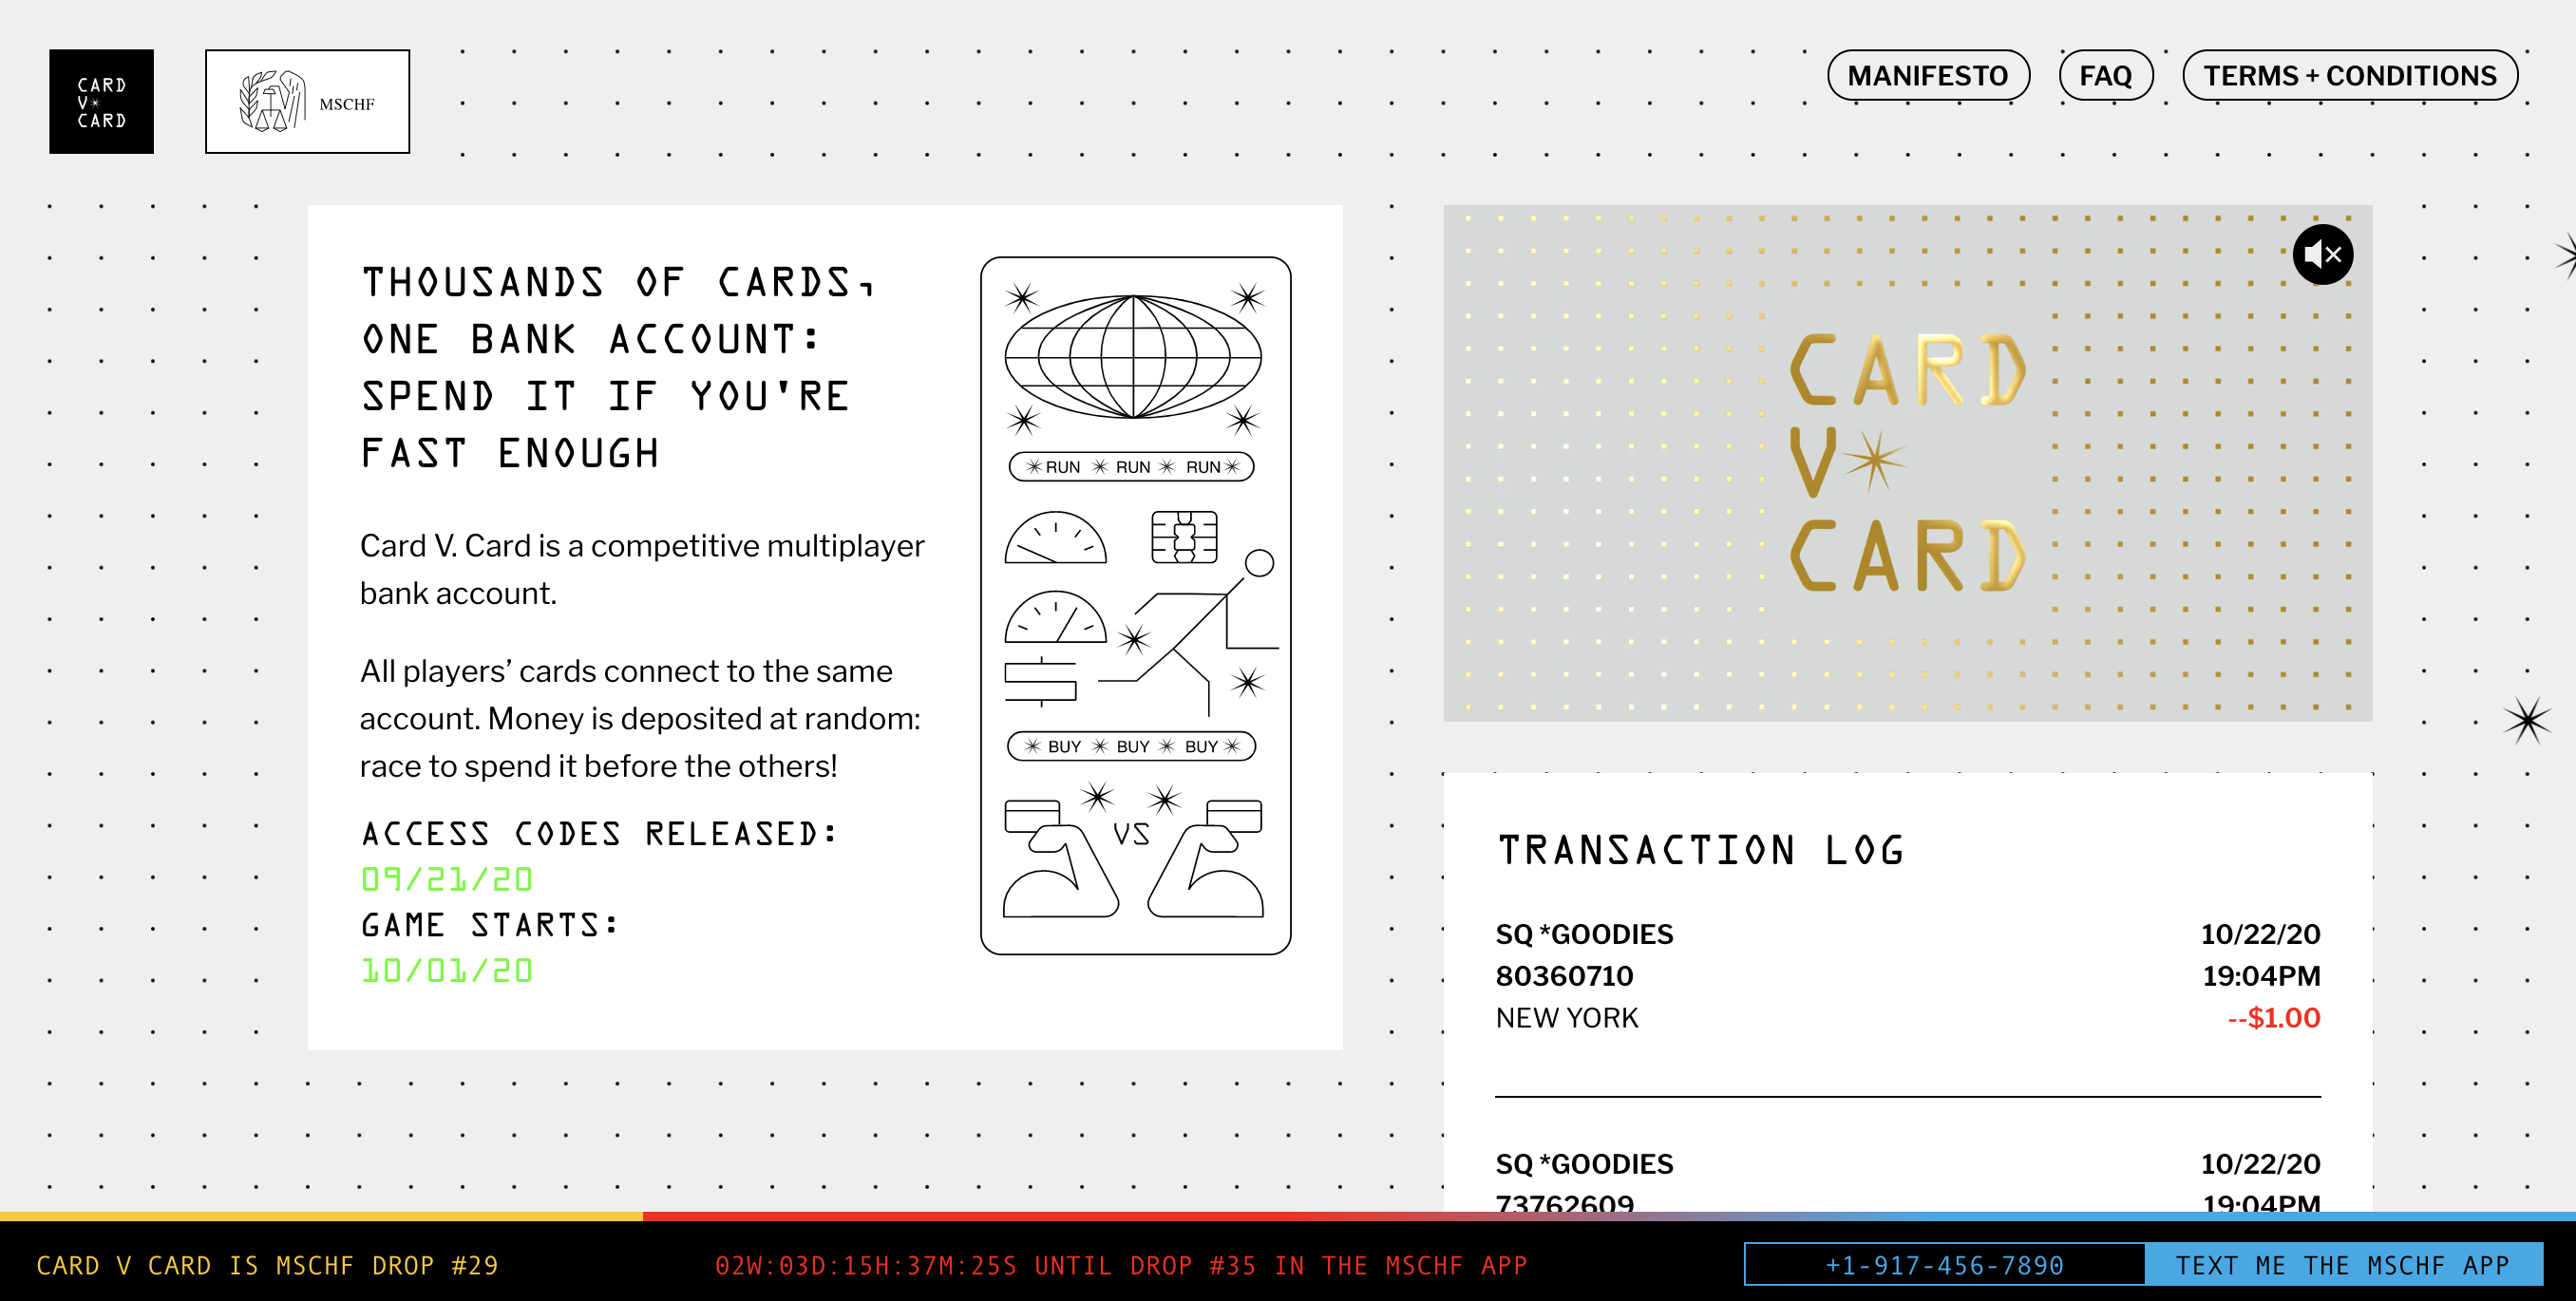 CARD
V✴
CARD
MSCHF
MANIFESTO
FAQ
TERMS + CONDITIONS
THOUSANDS OF CARDS,
ONE BANK ACCOUNT:
SPEND IT IF YOU'RE
FAST ENOUGH
Card V. Card is a competitive multiplayer
bank account.
All players’ cards connect to the same
account. Money is deposited at random:
race to spend it before the others!
ACCESS CODES RELEASED:
09/21/20
GAME STARTS:
10/01/20
✴RUN ✴ RUN ✴ RUN✴
✴ BUY ✴ BUY ✴ BUY ✴
VS
CARD
V✴
CARD
TRANSACTION LOG
SQ *GOODIES 10/22/20
80360710 19:04PM
NEW YORK --$1.00
SQ *GOODIES 10/22/20
73762609 19:04PM
CARD V CARD IS MSCHF DROP #29
02W:03D:15H:37M:25S UNTIL DROP #35 IN THE MSCHF APP
+1-917-456-7890
TEXT ME THE MSCHF APP